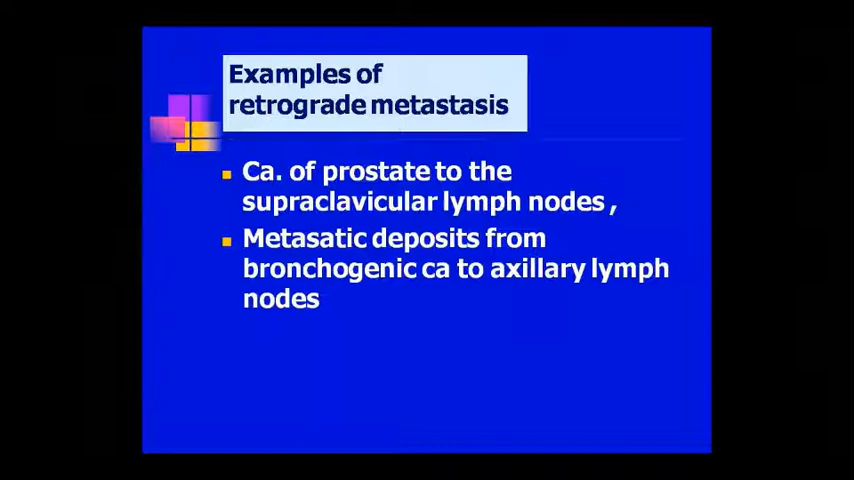 Examples of
retrograde metastasis
Ca. of prostate to the
supraclavicular lymph nodes ,
Metasatic deposits from
bronchogenic ca to axillary lymph
nodes